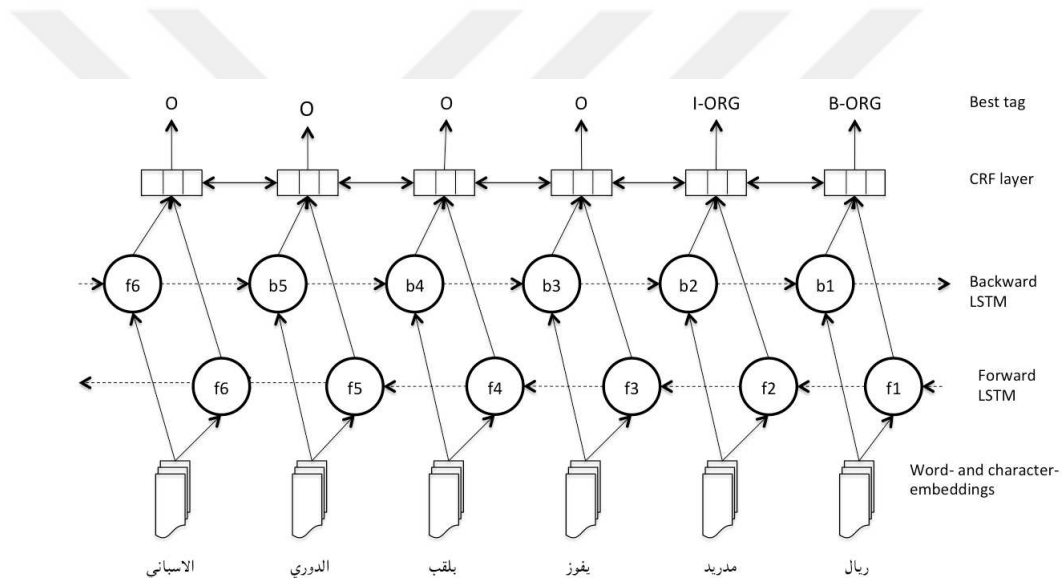 O O O O I-ORG B-ORG Best tag
CRF layer
f6 b5 b4 b3 b2 b1 Backward
LSTM
f6 f5 f4 f3 f2 f1 Forward
LSTM
Word- and character-
embeddings
ريال مدريد يفوز بلقب الدوري الاسباني